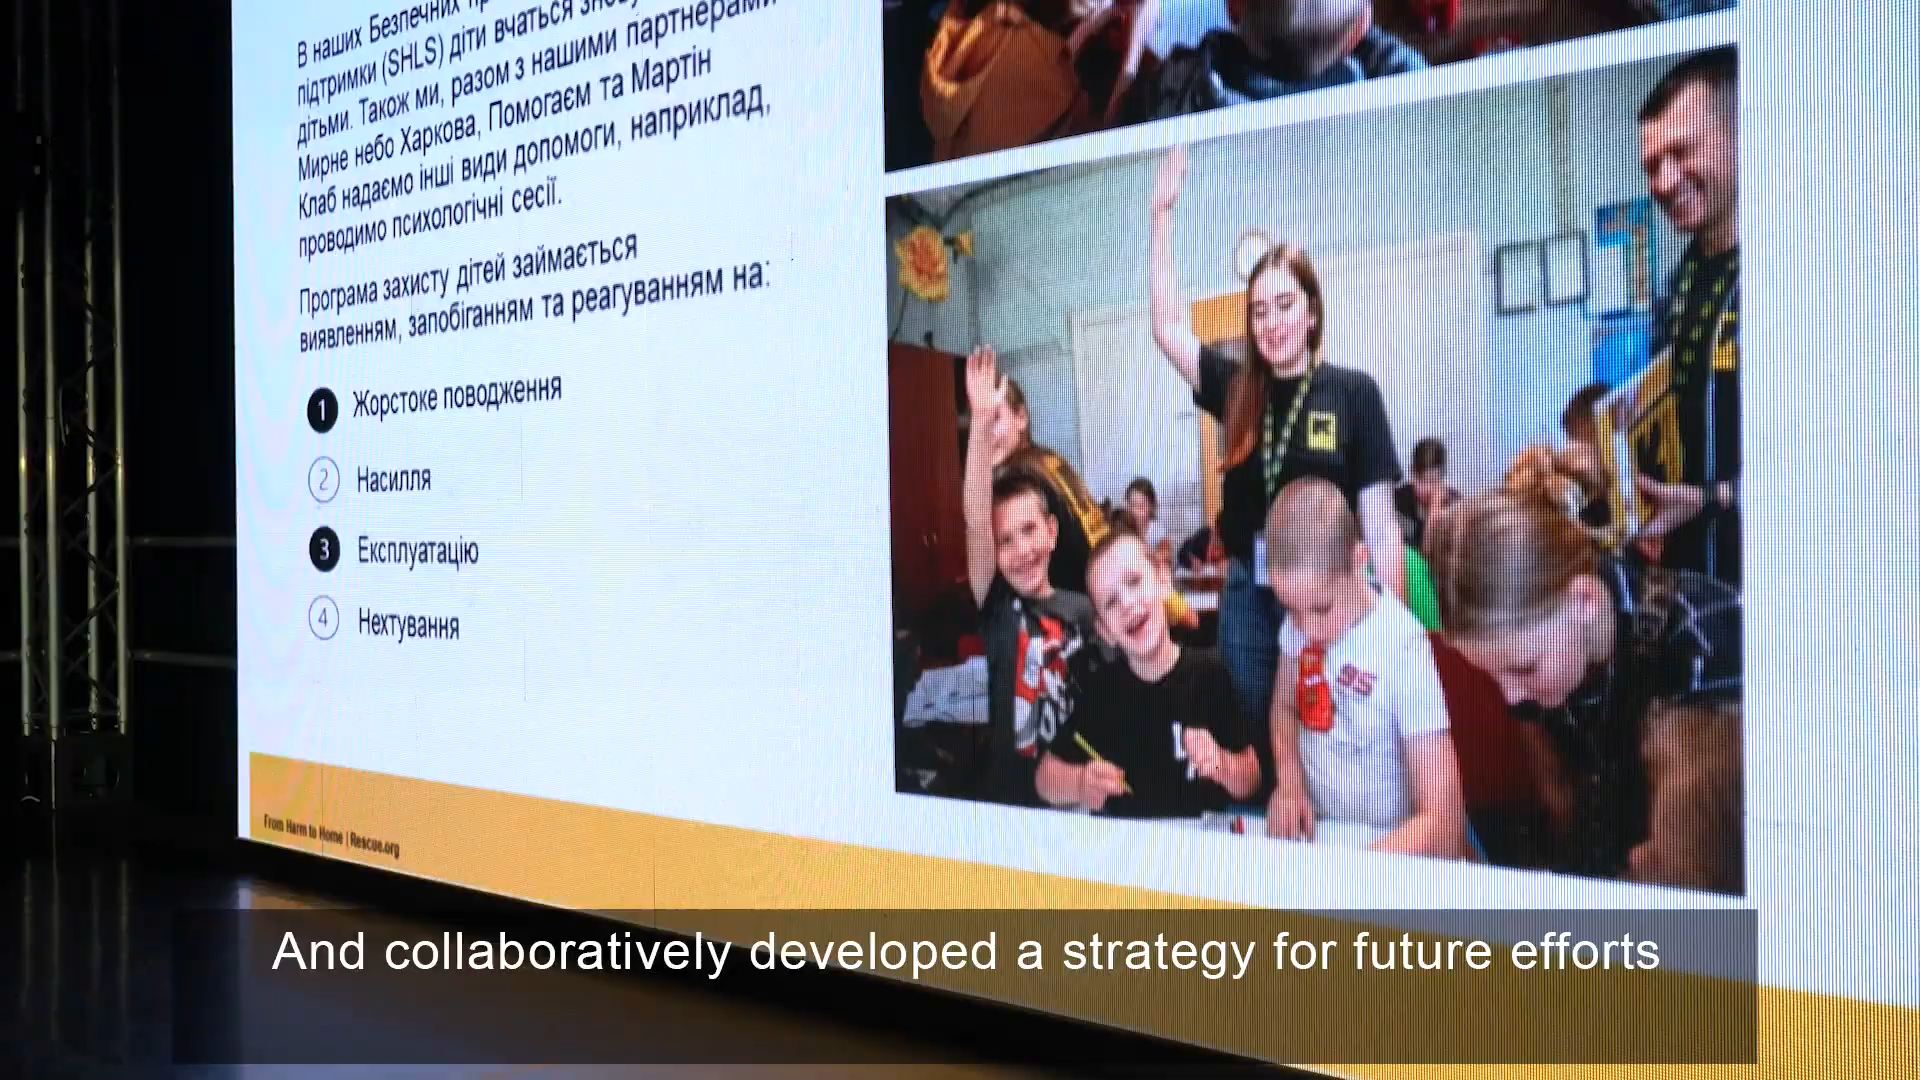 В наших Безпечних
підтримки (SHLS) діти вчаться
дітьми. Також ми, разом з нашими партнерами
Мирне небо Харкова, Помогаєм та Мартін
Клаб надаємо інші види допомоги, наприклад,
проводимо психологічні сесії.
Програма захисту дітей займається
виявленням, запобіганням та реагуванням на:
1 Жорстоке поводження
2 Насилля
3 Експлуатацію
4 Нехтування
95
From Harm to Home | Rescue.org
And collaboratively developed a strategy for future efforts